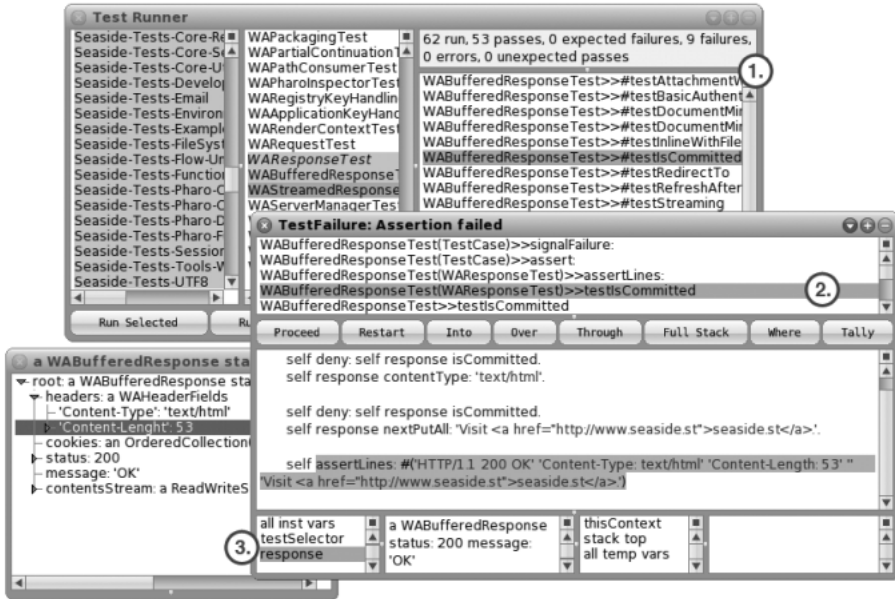 Test Runner
Seaside-Tests-Core-Re
Seaside-Tests-Core-Se
Seaside-Tests-Core-U
Seaside-Tests-Develop
Seaside-Tests-Email
Seaside-Tests-Environ
Seaside-Tests-Exampl
Seaside-Tests-FileSyst
Seaside-Tests-Flow-Un
Seaside-Tests-Function
Seaside-Tests-Pharo-C
Seaside-Tests-Pharo-C
Seaside-Tests-Pharo-D
Seaside-Tests-Pharo-F
Seaside-Tests-Session
Seaside-Tests-Tools-W
Seaside-Tests-UTF8
WAPackagingTest
WAPartialContinuationT
WAPathConsumerTest
WAPharoInspectorTest
WARegistryKeyHandlin
WAApplicationKeyHand
WARenderContextTest
WARequestTest
WAResponseTest
WABufferedResponseT
WAStreamedResponse
WAServerManagerTest
62 run, 53 passes, 0 expected failures, 9 failures,
0 errors, 0 unexpected passes
1.
WABufferedResponseTest>>#testAttachmentW
WABufferedResponseTest>>#testBasicAuthent
WABufferedResponseTest>>#testDocumentMin
WABufferedResponseTest>>#testDocumentMin
WABufferedResponseTest>>#testInlineWithFile
WABufferedResponseTest>>#testIsCommitted
WABufferedResponseTest>>#testRedirectTo
WABufferedResponseTest>>#testRefreshAfter
WABufferedResponseTest>>#testStreaming
Run Selected
Ru
TestFailure: Assertion failed
WABufferedResponseTest(TestCase)>>signalFailure:
WABufferedResponseTest(TestCase)>>assert:
WABufferedResponseTest(WAResponseTest)>>assertLines:
WABufferedResponseTest(WAResponseTest)>>testIsCommitted
WABufferedResponseTest>>testIsCommitted
2.
Proceed
Restart
Into
Over
Through
Full Stack
Where
Tally
self deny: self response isCommitted.
self response contentType: 'text/html'.
self deny: self response isCommitted.
self response nextPutAll: 'Visit <a href="http://www.seaside.st">seaside.st</a>.'.
self assertLines: #('HTTP/1.1 200 OK' 'Content-Type: text/html' 'Content-Length: 53' ''
'Visit <a href="http://www.seaside.st">seaside.st</a>.')
all inst vars
testSelector
response
3.
a WABufferedResponse
status: 200 message:
'OK'
thisContext
stack top
all temp vars
a WABufferedResponse sta
root: a WABufferedResponse sta
headers: a WAHeaderFields
'Content-Type': 'text/html'
'Content-Lenght': 53
cookies: an OrderedCollection(
status: 200
message: 'OK'
contentsStream: a ReadWriteS